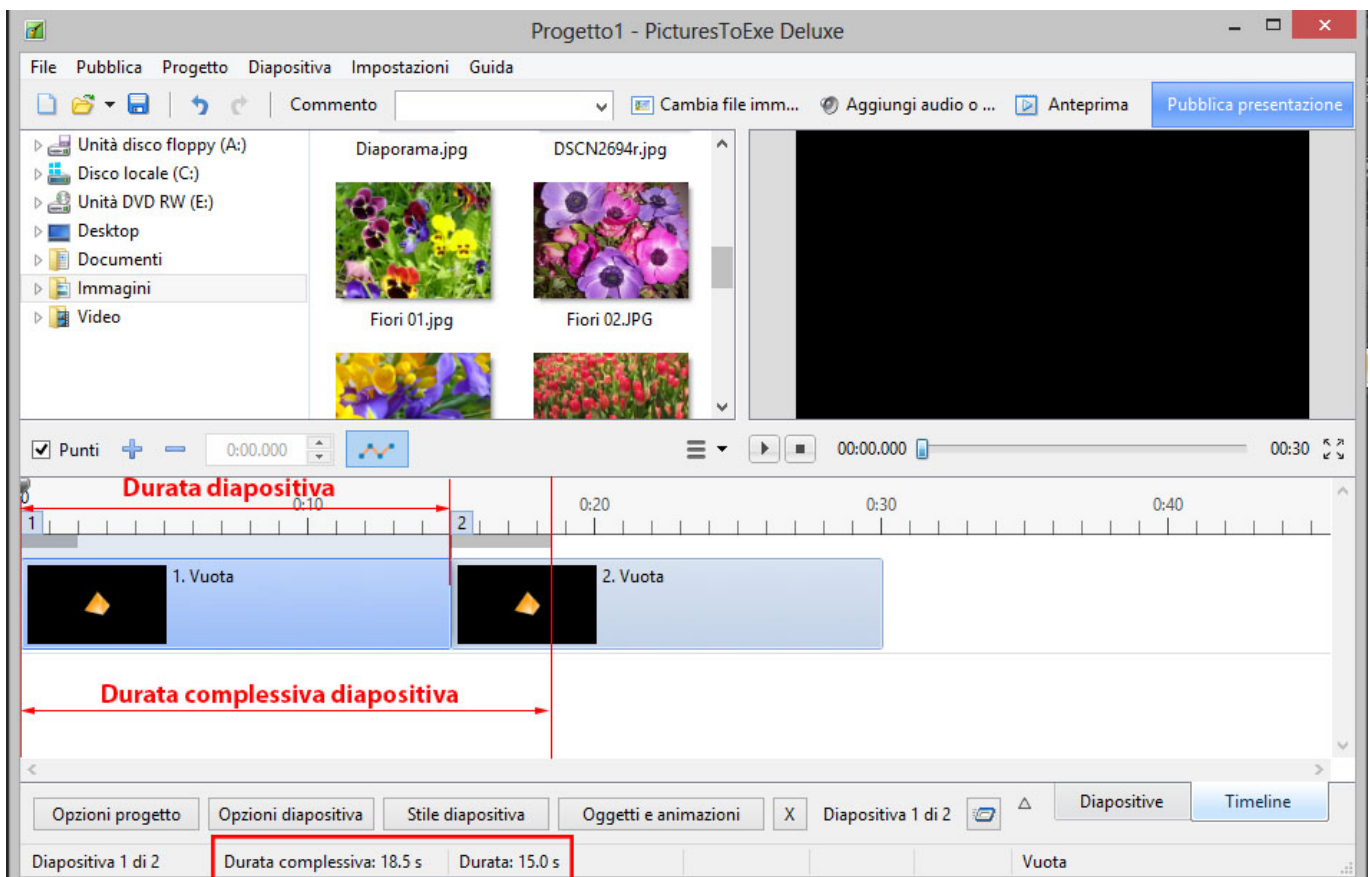 Progetto1 - PicturesToExe Deluxe
File Pubblica Progetto Diapositiva Impostazioni Guida
Commento Cambia file imm... Aggiungi audio o ... Anteprima Pubblica presentazione
Unità disco floppy (A:)
Disco locale (C:)
Unità DVD RW (E:)
Desktop
Documenti
Immagini
Video
Diaporama.jpg DSCN2694r.jpg
Fiori 01.jpg Fiori 02.JPG
Punti 0:00.000 00:00.000 00:30
Durata diapositiva
0 0:10 0:20 0:30 0:40
1 2
1. Vuota 2. Vuota
Durata complessiva diapositiva
Opzioni progetto Opzioni diapositiva Stile diapositiva Oggetti e animazioni X Diapositiva 1 di 2 Diapositive Timeline
Diapositiva 1 di 2 Durata complessiva: 18.5 s Durata: 15.0 s Vuota